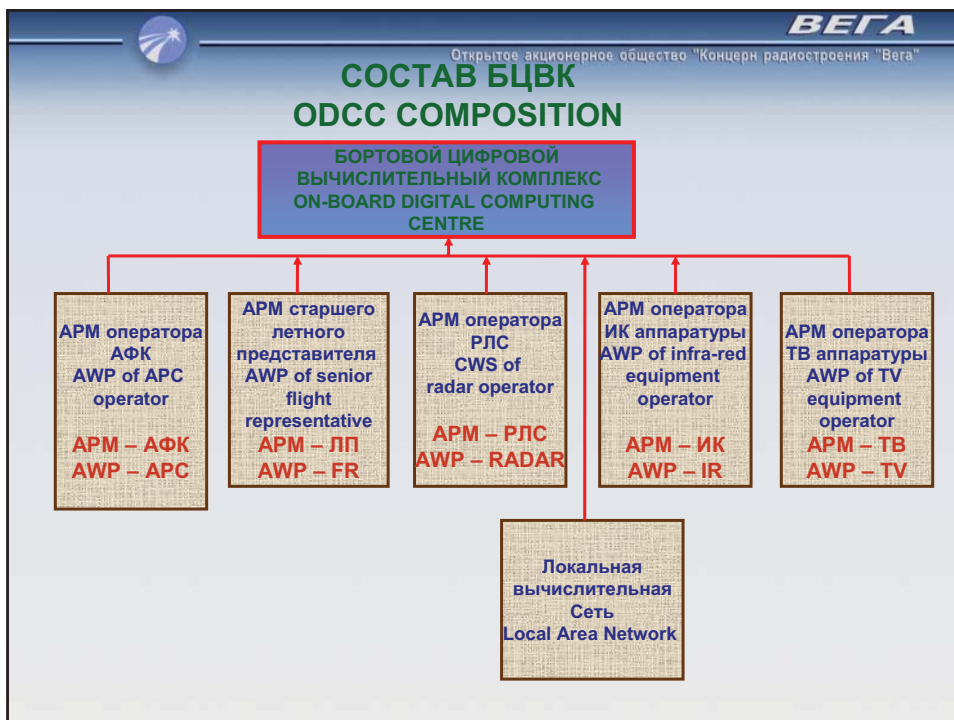 ВЕГА
Открытое акционерное общество "Концерн радиостроения "Вега"
СОСТАВ БЦВК
ODCC COMPOSITION
БОРТОВОЙ ЦИФРОВОЙ
ВЫЧИСЛИТЕЛЬНЫЙ КОМПЛЕКС
ON-BOARD DIGITAL COMPUTING
CENTRE
АРМ оператора
АФК
AWP of APC
operator
АРМ – АФК
AWP – APC
АРМ старшего
летного
представителя
AWP of senior
flight
representative
АРМ – ЛП
AWP – FR
АРМ оператора
РЛС
CWS of
radar operator
АРМ – РЛС
AWP – RADAR
АРМ оператора
ИК аппаратуры
AWP of infra-red
equipment
operator
АРМ – ИК
AWP – IR
АРМ оператора
ТВ аппаратуры
AWP of TV
equipment
operator
АРМ – ТВ
AWP – TV
Локальная
вычислительная
Сеть
Local Area Network